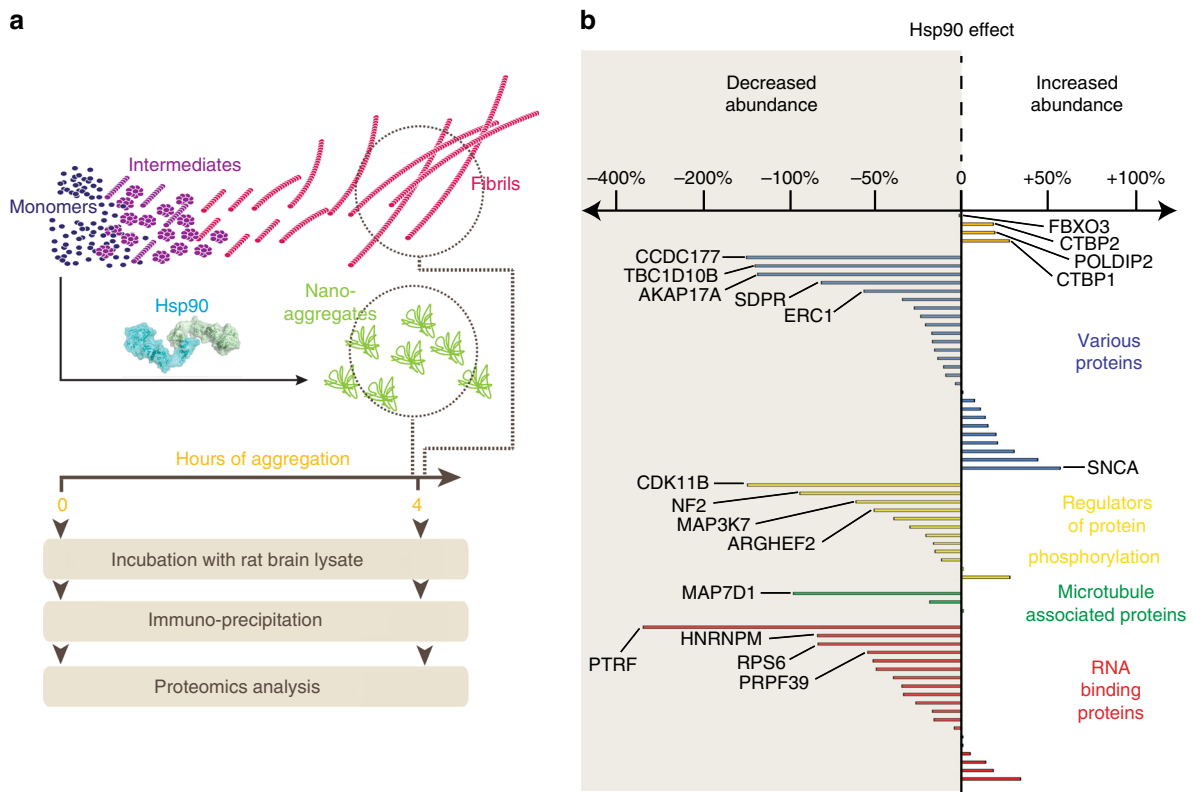 a
Intermediates
Fibrils
Monomers
Hsp90
Nano-
aggregates
Hours of aggregation
0
4
Incubation with rat brain lysate
Immuno-precipitation
Proteomics analysis
b
Hsp90 effect
Decreased
abundance
Increased
abundance
−400%
−200%
−100%
−50%
0
+50%
+100%
FBXO3
CTBP2
POLDIP2
CTBP1
CCDC177
TBC1D10B
AKAP17A
SDPR
ERC1
Various
proteins
SNCA
CDK11B
NF2
MAP3K7
ARGHEF2
Regulators
of protein
phosphorylation
MAP7D1
Microtubule
associated proteins
PTRF
HNRNPM
RPS6
PRPF39
RNA
binding
proteins